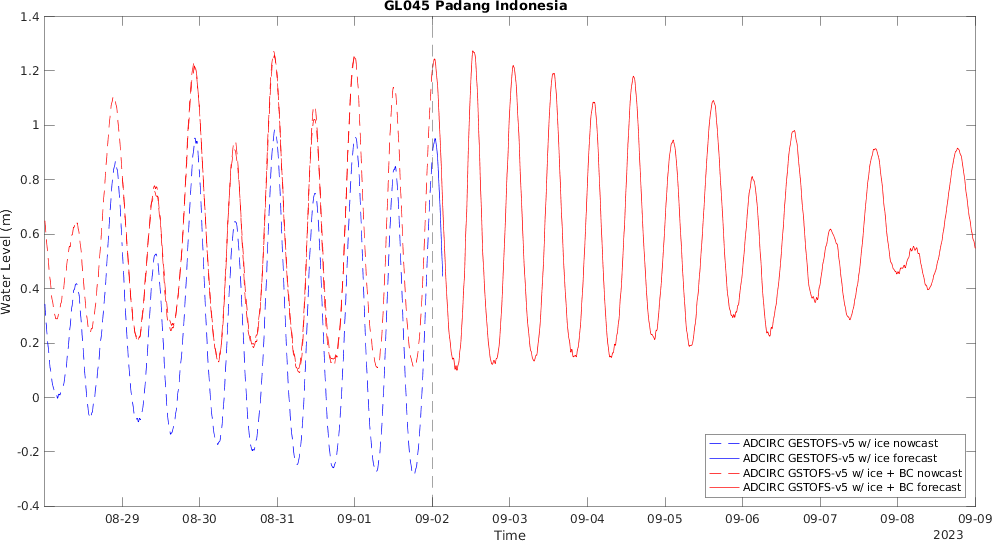 GL045 Padang Indonesia
1.4
1.2
1
0.8
0.6
0.4
0.2
0
-0.2
-0.4
Water Level (m)
ADCIRC GESTOFS-v5 w/ ice nowcast
ADCIRC GESTOFS-v5 w/ ice forecast
ADCIRC GSTOFS-v5 w/ ice + BC nowcast
ADCIRC GSTOFS-v5 w/ ice + BC forecast
08-29 08-30 08-31 09-01 09-02 09-03 09-04 09-05 09-06 09-07 09-08 09-09
Time
2023